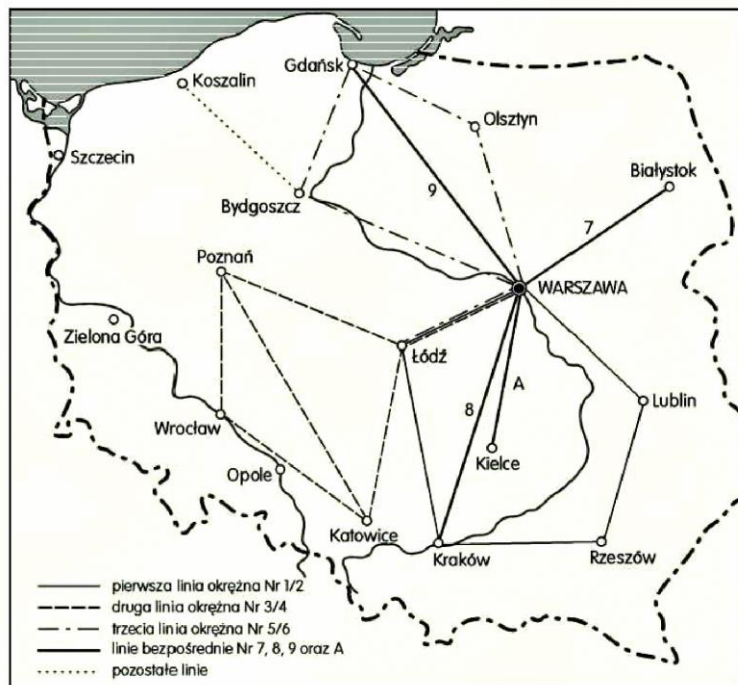 Gdańsk
Koszalin
Olsztyn
Szczecin
Białystok
Bydgoszcz
9
7
Poznań
WARSZAWA
Zielona Góra
Łódź
A
8
Lublin
Wrocław
Kielce
Opole
Katowice
Kraków
Rzeszów
pierwsza linia okrężna Nr 1/2
druga linia okrężna Nr 3/4
trzecia linia okrężna Nr 5/6
linie bezpośrednie Nr 7, 8, 9 oraz A
pozostałe linie